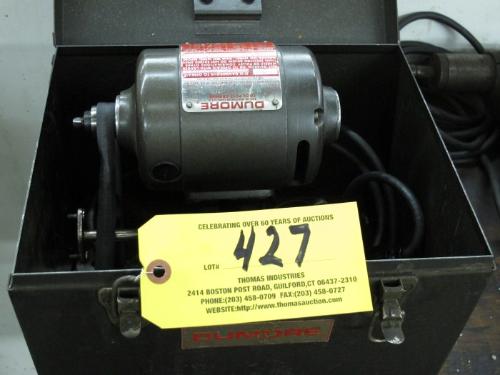 DUMORE
CELEBRATING OVER 60 YEARS OF AUCTIONS
LOT# 427
THOMAS INDUSTRIES
2414 BOSTON POST ROAD, GUILFORD,CT 06437-2310
PHONE:(203) 458-0709 FAX:(203) 458-0727
WEBSITE:http://www.thomasauction.com
DUMORE